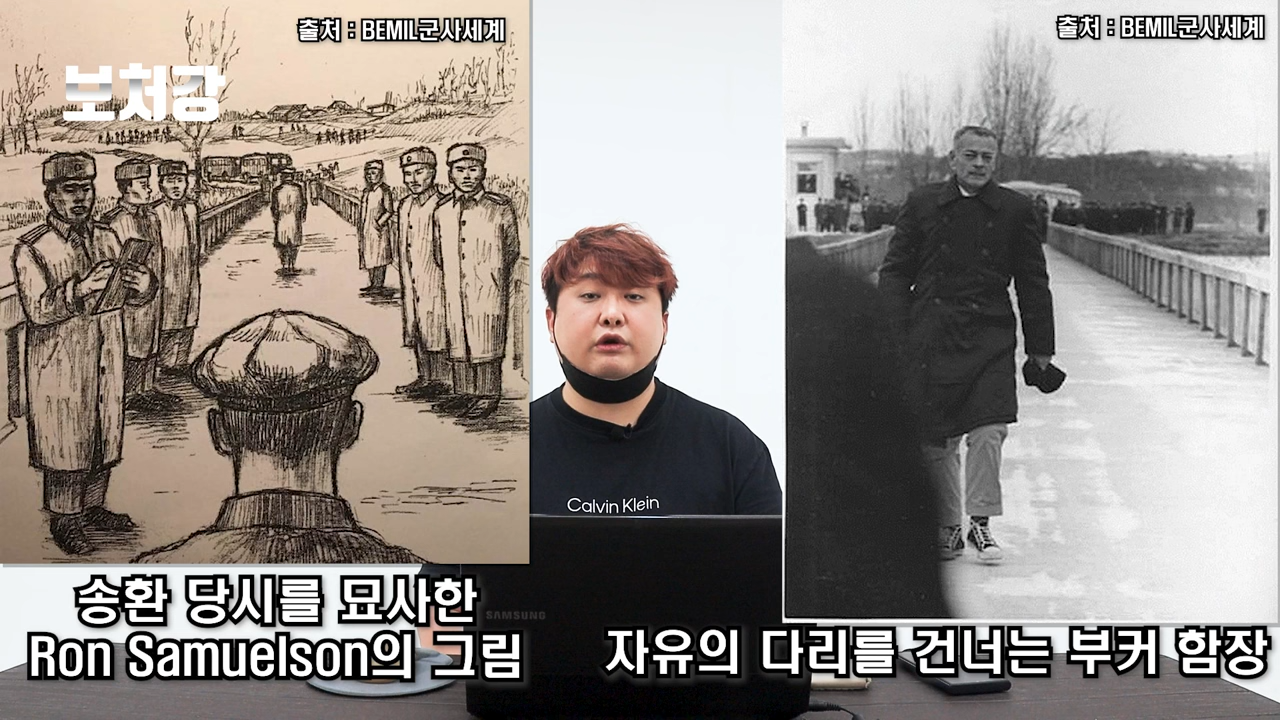 출처 : BEMIL군사세계
출처 : BEMIL군사세계
보처강
Calvin Klein
SAMSUNG
송환 당시를 묘사한
Ron Samuelson의 그림
자유의 다리를 건너는 부커 함장